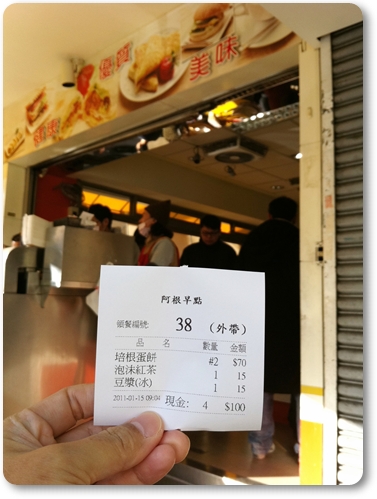 優質
美味
阿根早點
領餐編號: 38 (外帶)
品 名 數量 金額
培根蛋餅 #2 $70
泡沫紅茶 1 15
豆漿(冰) 1 15
2011-01-15 09:04 現金: 4 $100